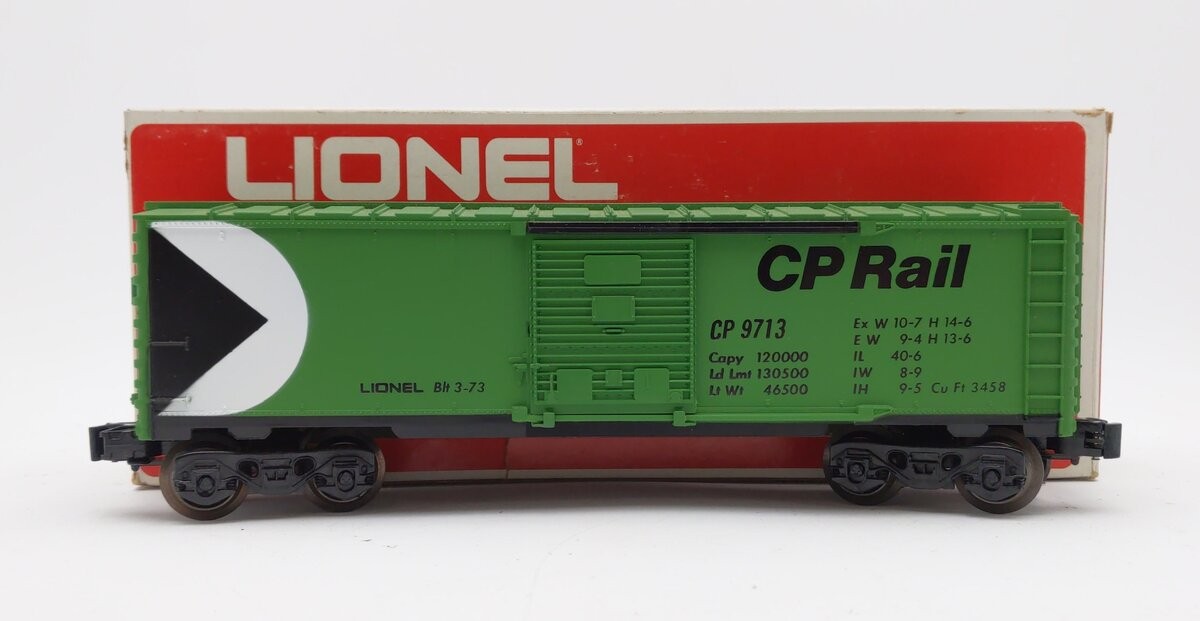 LIONEL®
CP Rail
CP 9713
Capy 120000
Ld Lmt 130500
Lt Wt 46500
Ex W 10-7 H 14-6
E W 9-4 H 13-6
IL 40-6
IW 8-9
IH 9-5 Cu Ft 3458
LIONEL Blt 3-73